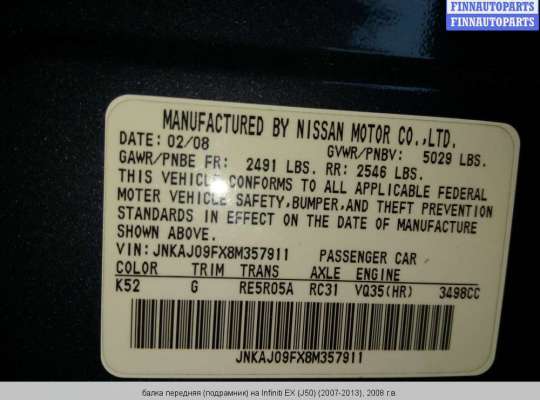 FINNAUTOPARTS
FINNAUTOPARTS
FINNAUTOPARTS
MANUFACTURED BY NISSAN MOTOR CO.,LTD.
DATE: 02/08 GVWR/PNBV: 5029 LBS.
GAWR/PNBE FR: 2491 LBS. RR: 2546 LBS.
THIS VEHICLE CONFORMS TO ALL APPLICABLE FEDERAL
MOTOR VEHICLE SAFETY,BUMPER,AND THEFT PREVENTION
STANDARDS IN EFFECT ON THE DATE OF MANUFACTURE
SHOWN ABOVE.
VIN: JNKAJ09FX8M357911 PASSENGER CAR
COLOR TRIM TRANS AXLE ENGINE
K52 G RE5R05A RC31 VQ35(HR) 3498CC
JNKAJ09FX8M357911
балка передняя (подрамник) на Infiniti EX (J50) (2007-2013), 2008 г.в.